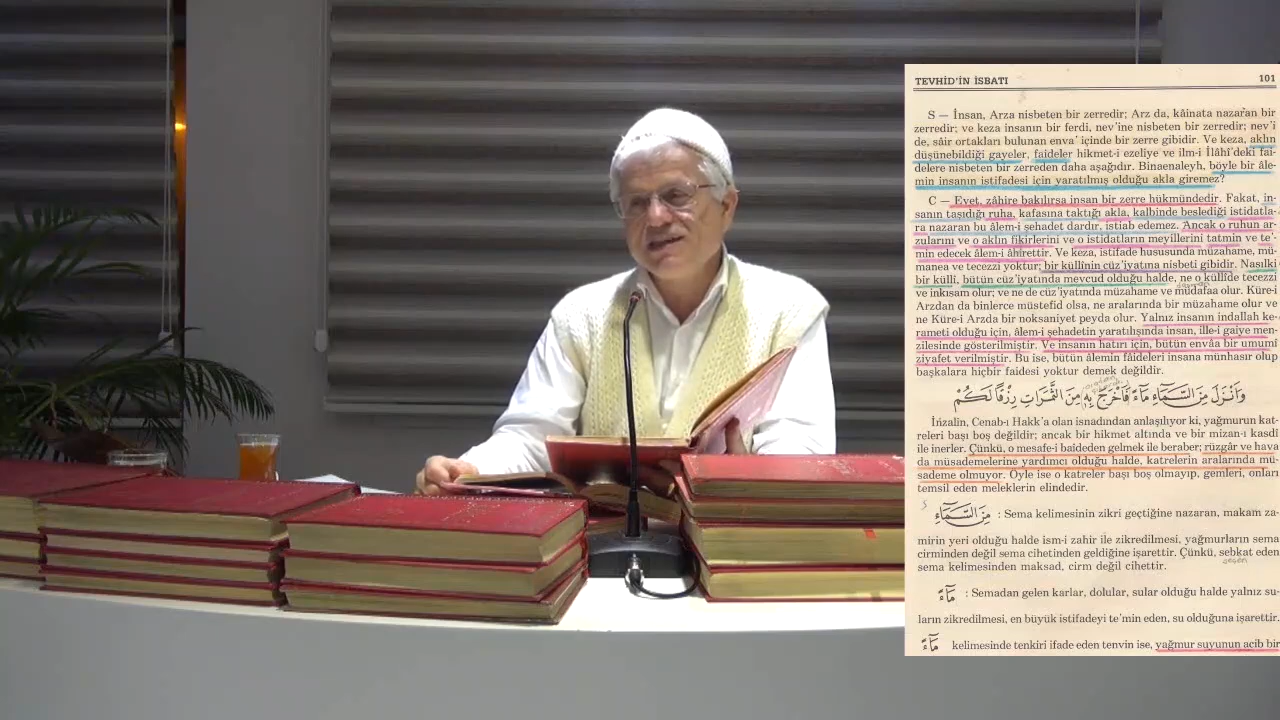 TEVHİD'İN İSBATI 101
S — İnsan, Arza nisbeten bir zerredir; Arz da, kâinata nazaran bir
zerredir; ve keza insanın bir ferdi, nev'ine nisbeten bir zerredir; nev'i
de, sâir ortakları bulunan enva' içinde bir zerre gibidir. Ve keza, aklın
düşünebildiği gayeler, faideler hikmet-i ezeliye ve ilm-i İlâhî'deki fai-
delere nisbeten bir zerreden daha aşağıdır. Binaenaleyh, böyle bir âle-
min insanın istifadesi için yaratılmış olduğu akla giremez?
C — Evet, zâhire bakılırsa insan bir zerre hükmündedir. Fakat, in-
sanın taşıdığı ruha, kafasına taktığı akla, kalbinde beslediği istidatla-
ra nazaran bu âlem-i şehadet dardır, istiab edemez. Ancak o ruhun ar-
zularını ve o aklın fikirlerini ve o istidatların meyillerini tatmin ve te'-
min edecek âlem-i âhirettir. Ve keza, istifade hususunda müzahame, mü-
manea ve tecezzi yoktur; bir küllînin cüz'iyatına nisbeti gibidir. Nasılki
bir küllî, bütün cüz'iyatında mevcud olduğu halde, ne o küllîde tecezzi
ve inkısam olur; ve ne de cüz'iyatında müzahame ve müdafaa olur. Küre-i
Arzdan da binlerce müstefid olsa, ne aralarında bir müzahame olur ve
ne Küre-i Arzda bir noksaniyet peyda olur. Yalnız insanın indallah ke-
rameti olduğu için, âlem-i şehadetin yaratılışında insan, ille-i gaiye men-
zilesinde gösterilmiştir. Ve insanın hatırı için, bütün envâa bir umumî
ziyafet verilmiştir. Bu ise, bütün âlemin fâideleri insana münhasır olup
başkalara hiçbir faidesi yoktur demek değildir.
وَاَنْزَلَ مِنَ السَّمَٓاءِ مَٓاءً فَاَخْرَجَ بِهِ مِنَ الثَّمَرَاتِ رِزْقًا لَكُمْ
İnzalin, Cenab-ı Hakk'a olan isnadından anlaşılıyor ki, yağmurun kat-
releri başı boş değildir; ancak bir hikmet altında ve bir mizan-ı kasdî
ile inerler. Çünkü, o mesafe-i baideden gelmek ile beraber; rüzgâr ve hava
da müsademelerine yardımcı olduğu halde, katrelerin aralarında mü-
sademe olmuyor. Öyle ise o katreler başı boş olmayıp, gemleri, onları
temsil eden meleklerin elindedir.
مِنَ السَّمَٓاءِ : Sema kelimesinin zikri geçtiğine nazaran, makam za-
mirin yeri olduğu halde ism-i zahir ile zikredilmesi, yağmurların sema
cirminden değil sema cihetinden geldiğine işarettir. Çünkü, sebkat eden
geçen
sema kelimesinden maksad, cirm değil cihettir.
مَٓاءً : Semadan gelen karlar, dolular, sular olduğu halde yalnız su-
ların zikredilmesi, en büyük istifadeyi te'min eden, su olduğuna işarettir.
مَٓاءً kelimesinde tenkiri ifade eden tenvin ise, yağmur suyunun acib bir